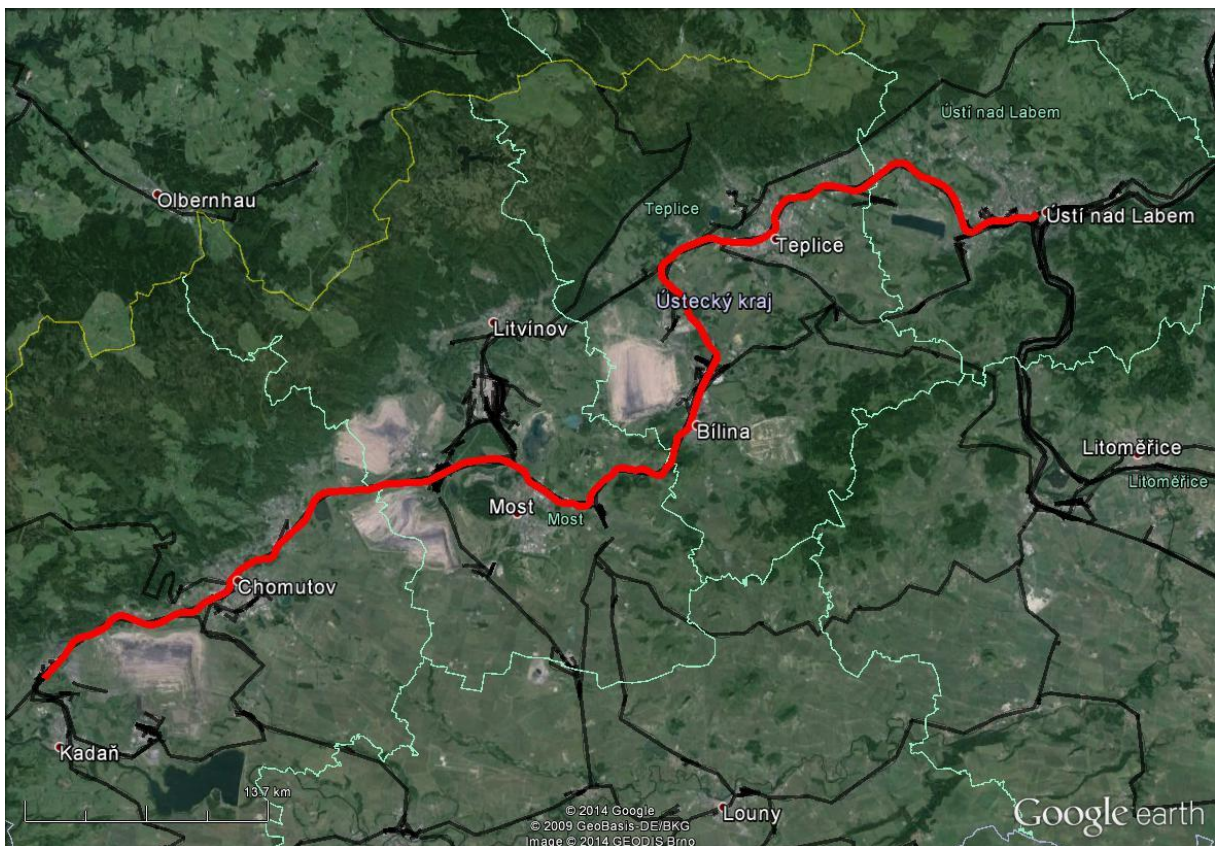 Ústí nad Labem
Olbernhau
Teplice
Ústí nad Labem
Teplice
Ústecký kraj
Litvínov
Bílina
Litoměřice
Litoměřice
Most
Most
Chomutov
Kadaň
13.7 km
Louny
© 2014 Google
© 2009 GeoBasis-DE/BKG
Image © 2014 GEODIS Brno
Google earth